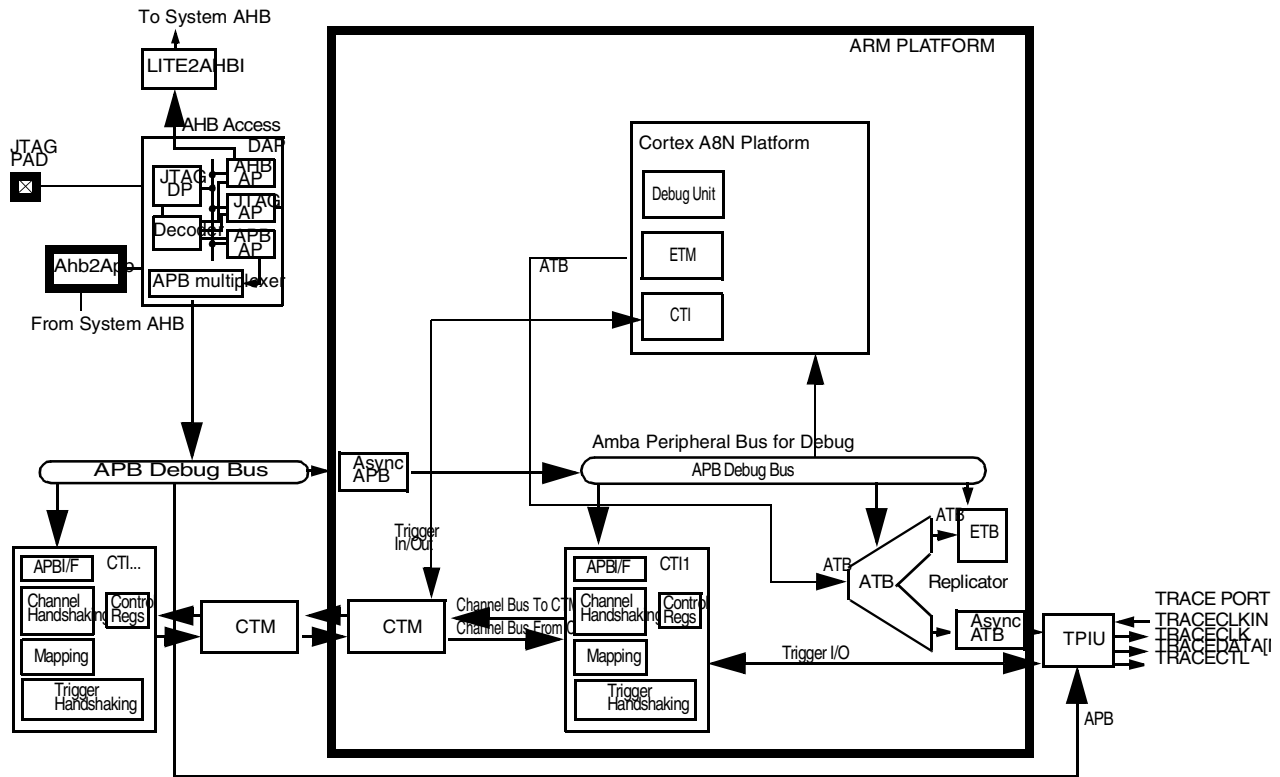 To System AHB
LITE2AHBI
ARM PLATFORM
AHB Access
DAP
JTAG
PAD
JTAG
DP
AHB
AP
JTAG
AP
Decoder
APB
AP
Ahb2App
APB multiplexer
From System AHB
Cortex A8N Platform
Debug Unit
ETM
CTI
ATB
Amba Peripheral Bus for Debug
APB Debug Bus
Async
APB
APB Debug Bus
Trigger
In/Out
ATB
ETB
ATB
ATB
Replicator
APBI/F
CTI...
Channel
Handshaking
Control
Regs
Mapping
Trigger
Handshaking
CTM
CTM
Channel Bus To CTM
Channel Bus From C
APBI/F
CTI1
Channel
Handshaking
Control
Regs
Mapping
Trigger
Handshaking
Trigger I/O
Async
ATB
TPIU
TRACE PORT
TRACECLKIN
TRACECLK
TRACEDATA[
TRACECTL
APB